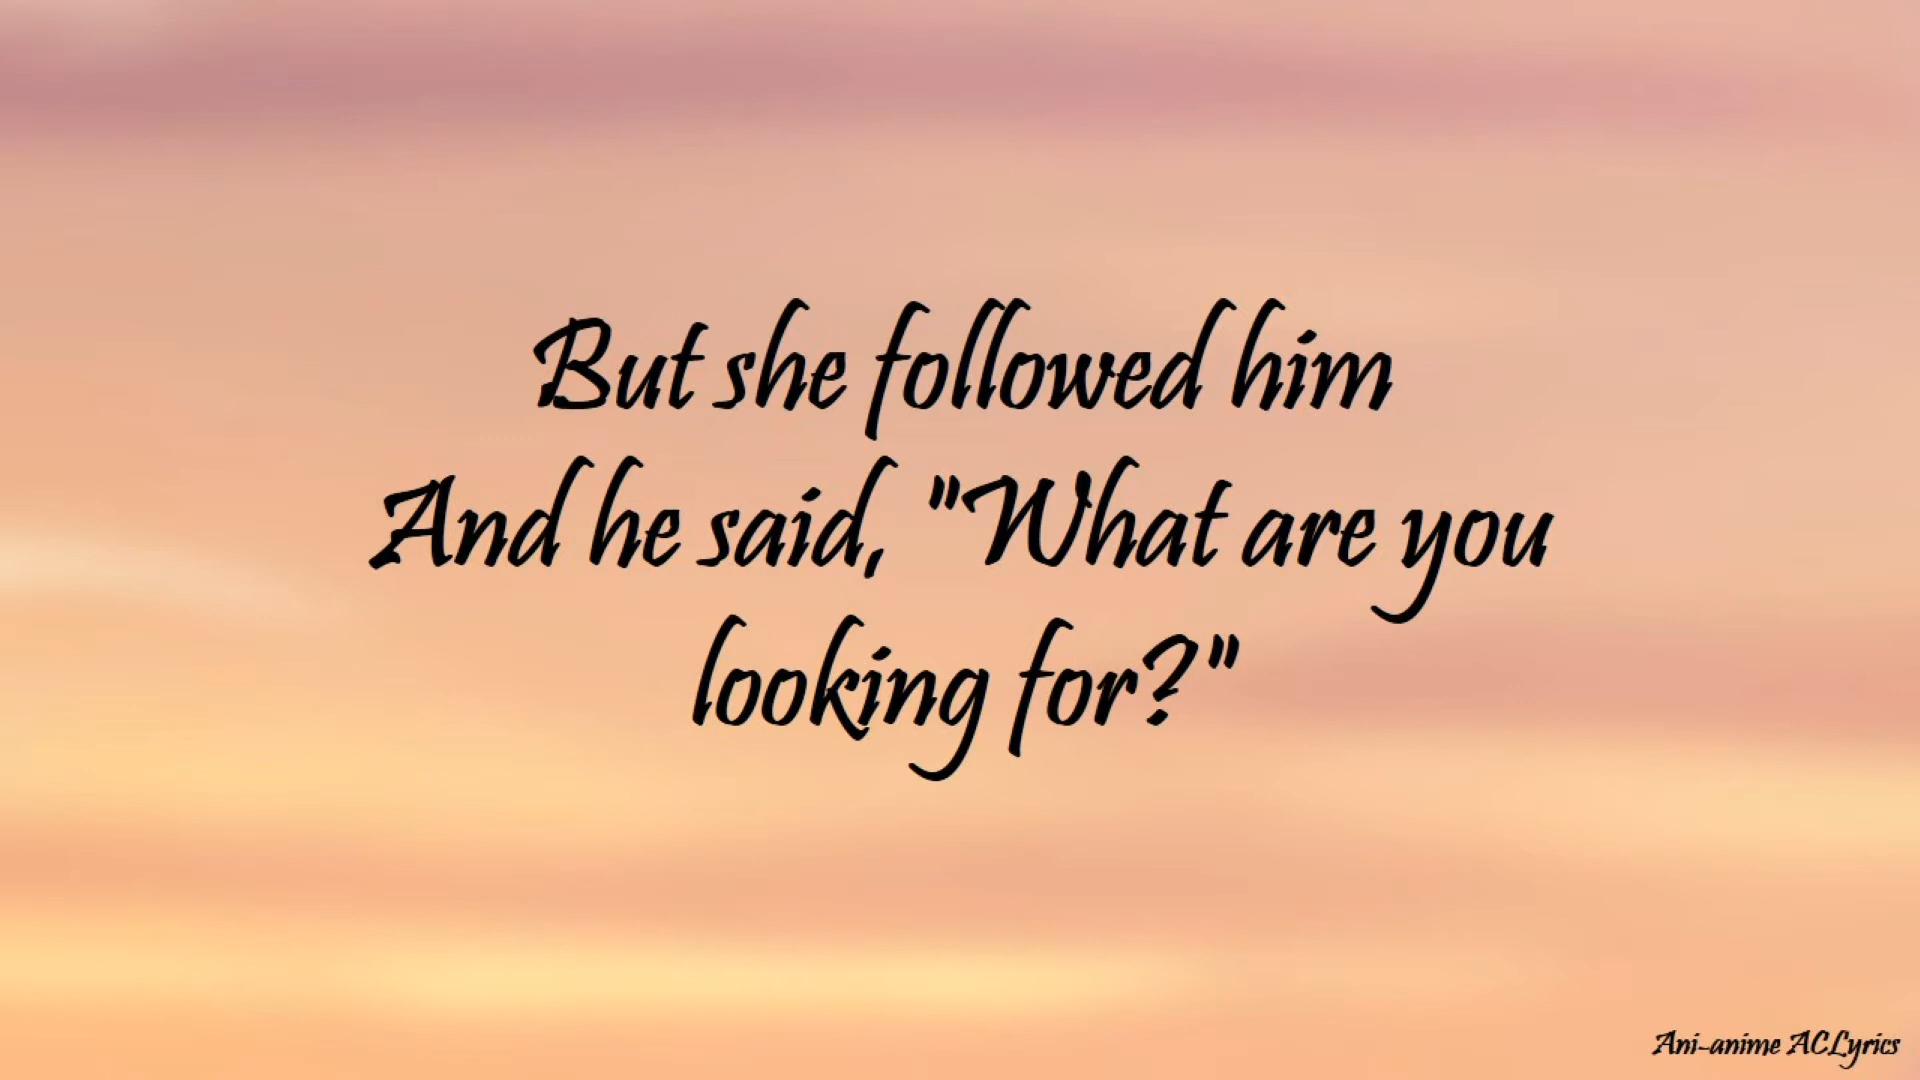 But she followed him
And he said, "What are you
looking for?"
Ani-anime ACLyrics